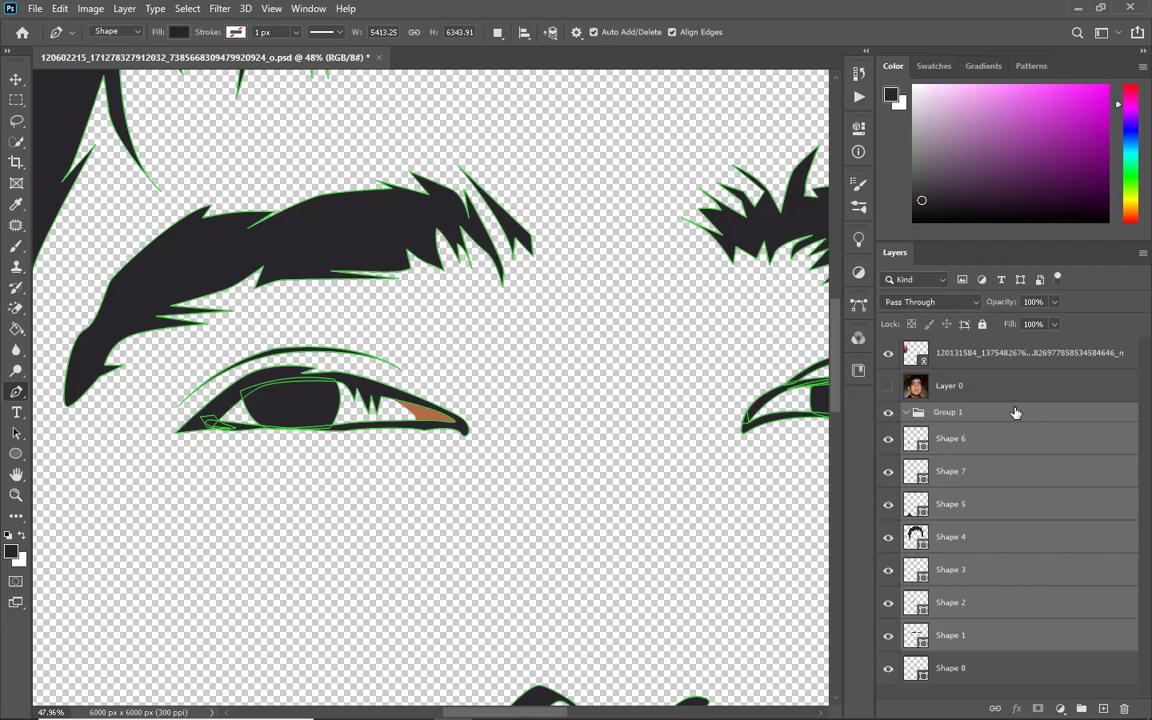 Ps File Edit Image Layer Type Select Filter 3D View Window Help
Shape Fill: Stroke: 1 px W: 5413.25 H: 6343.91 Auto Add/Delete Align Edges
120602215_171278327912032_7385668309479920924_o.psd @ 48% (RGB/8#) *
Color Swatches Gradients Patterns
Layers
Kind
Pass Through Opacity: 100%
Lock: Fill: 100%
120131584_1375482676...826977858534584646_n
Layer 0
Group 1
Shape 6
Shape 7
Shape 5
Shape 4
Shape 3
Shape 2
Shape 1
Shape 8
47.96% 6000 px x 6000 px (300 ppi)